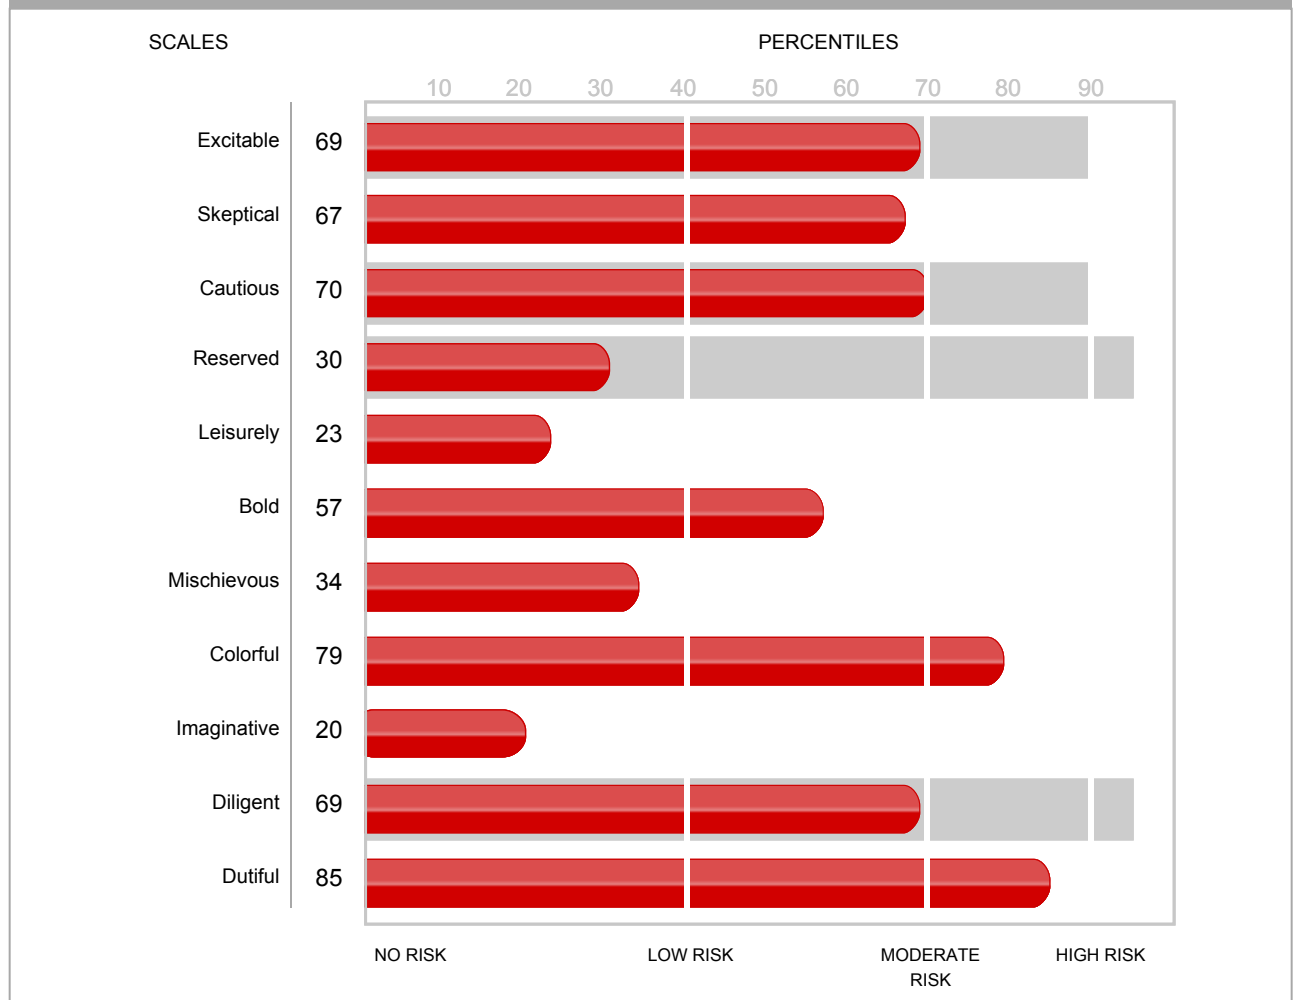 SCALES PERCENTILES
10 20 30 40 50 60 70 80 90
Excitable 69
Skeptical 67
Cautious 70
Reserved 30
Leisurely 23
Bold 57
Mischievous 34
Colorful 79
Imaginative 20
Diligent 69
Dutiful 85
NO RISK LOW RISK MODERATE HIGH RISK
RISK